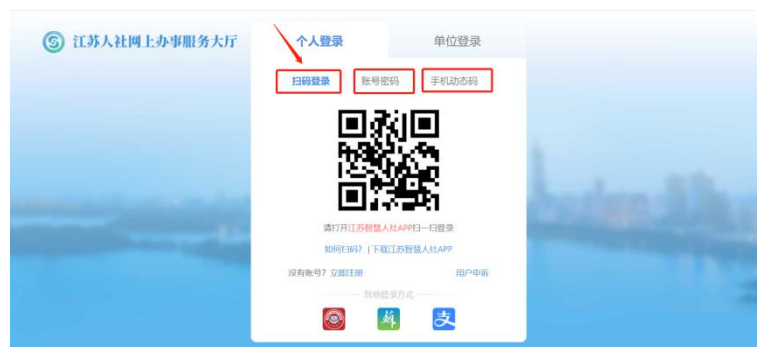 江苏人社网上办事服务大厅
个人登录 单位登录
扫码登录 账号密码 手机动态码
请打开江苏智慧人社APP扫一扫登录
如何扫码? | 下载江苏智慧人社APP
没有账号? 立即注册 用户申诉
其他登录方式
苏
支